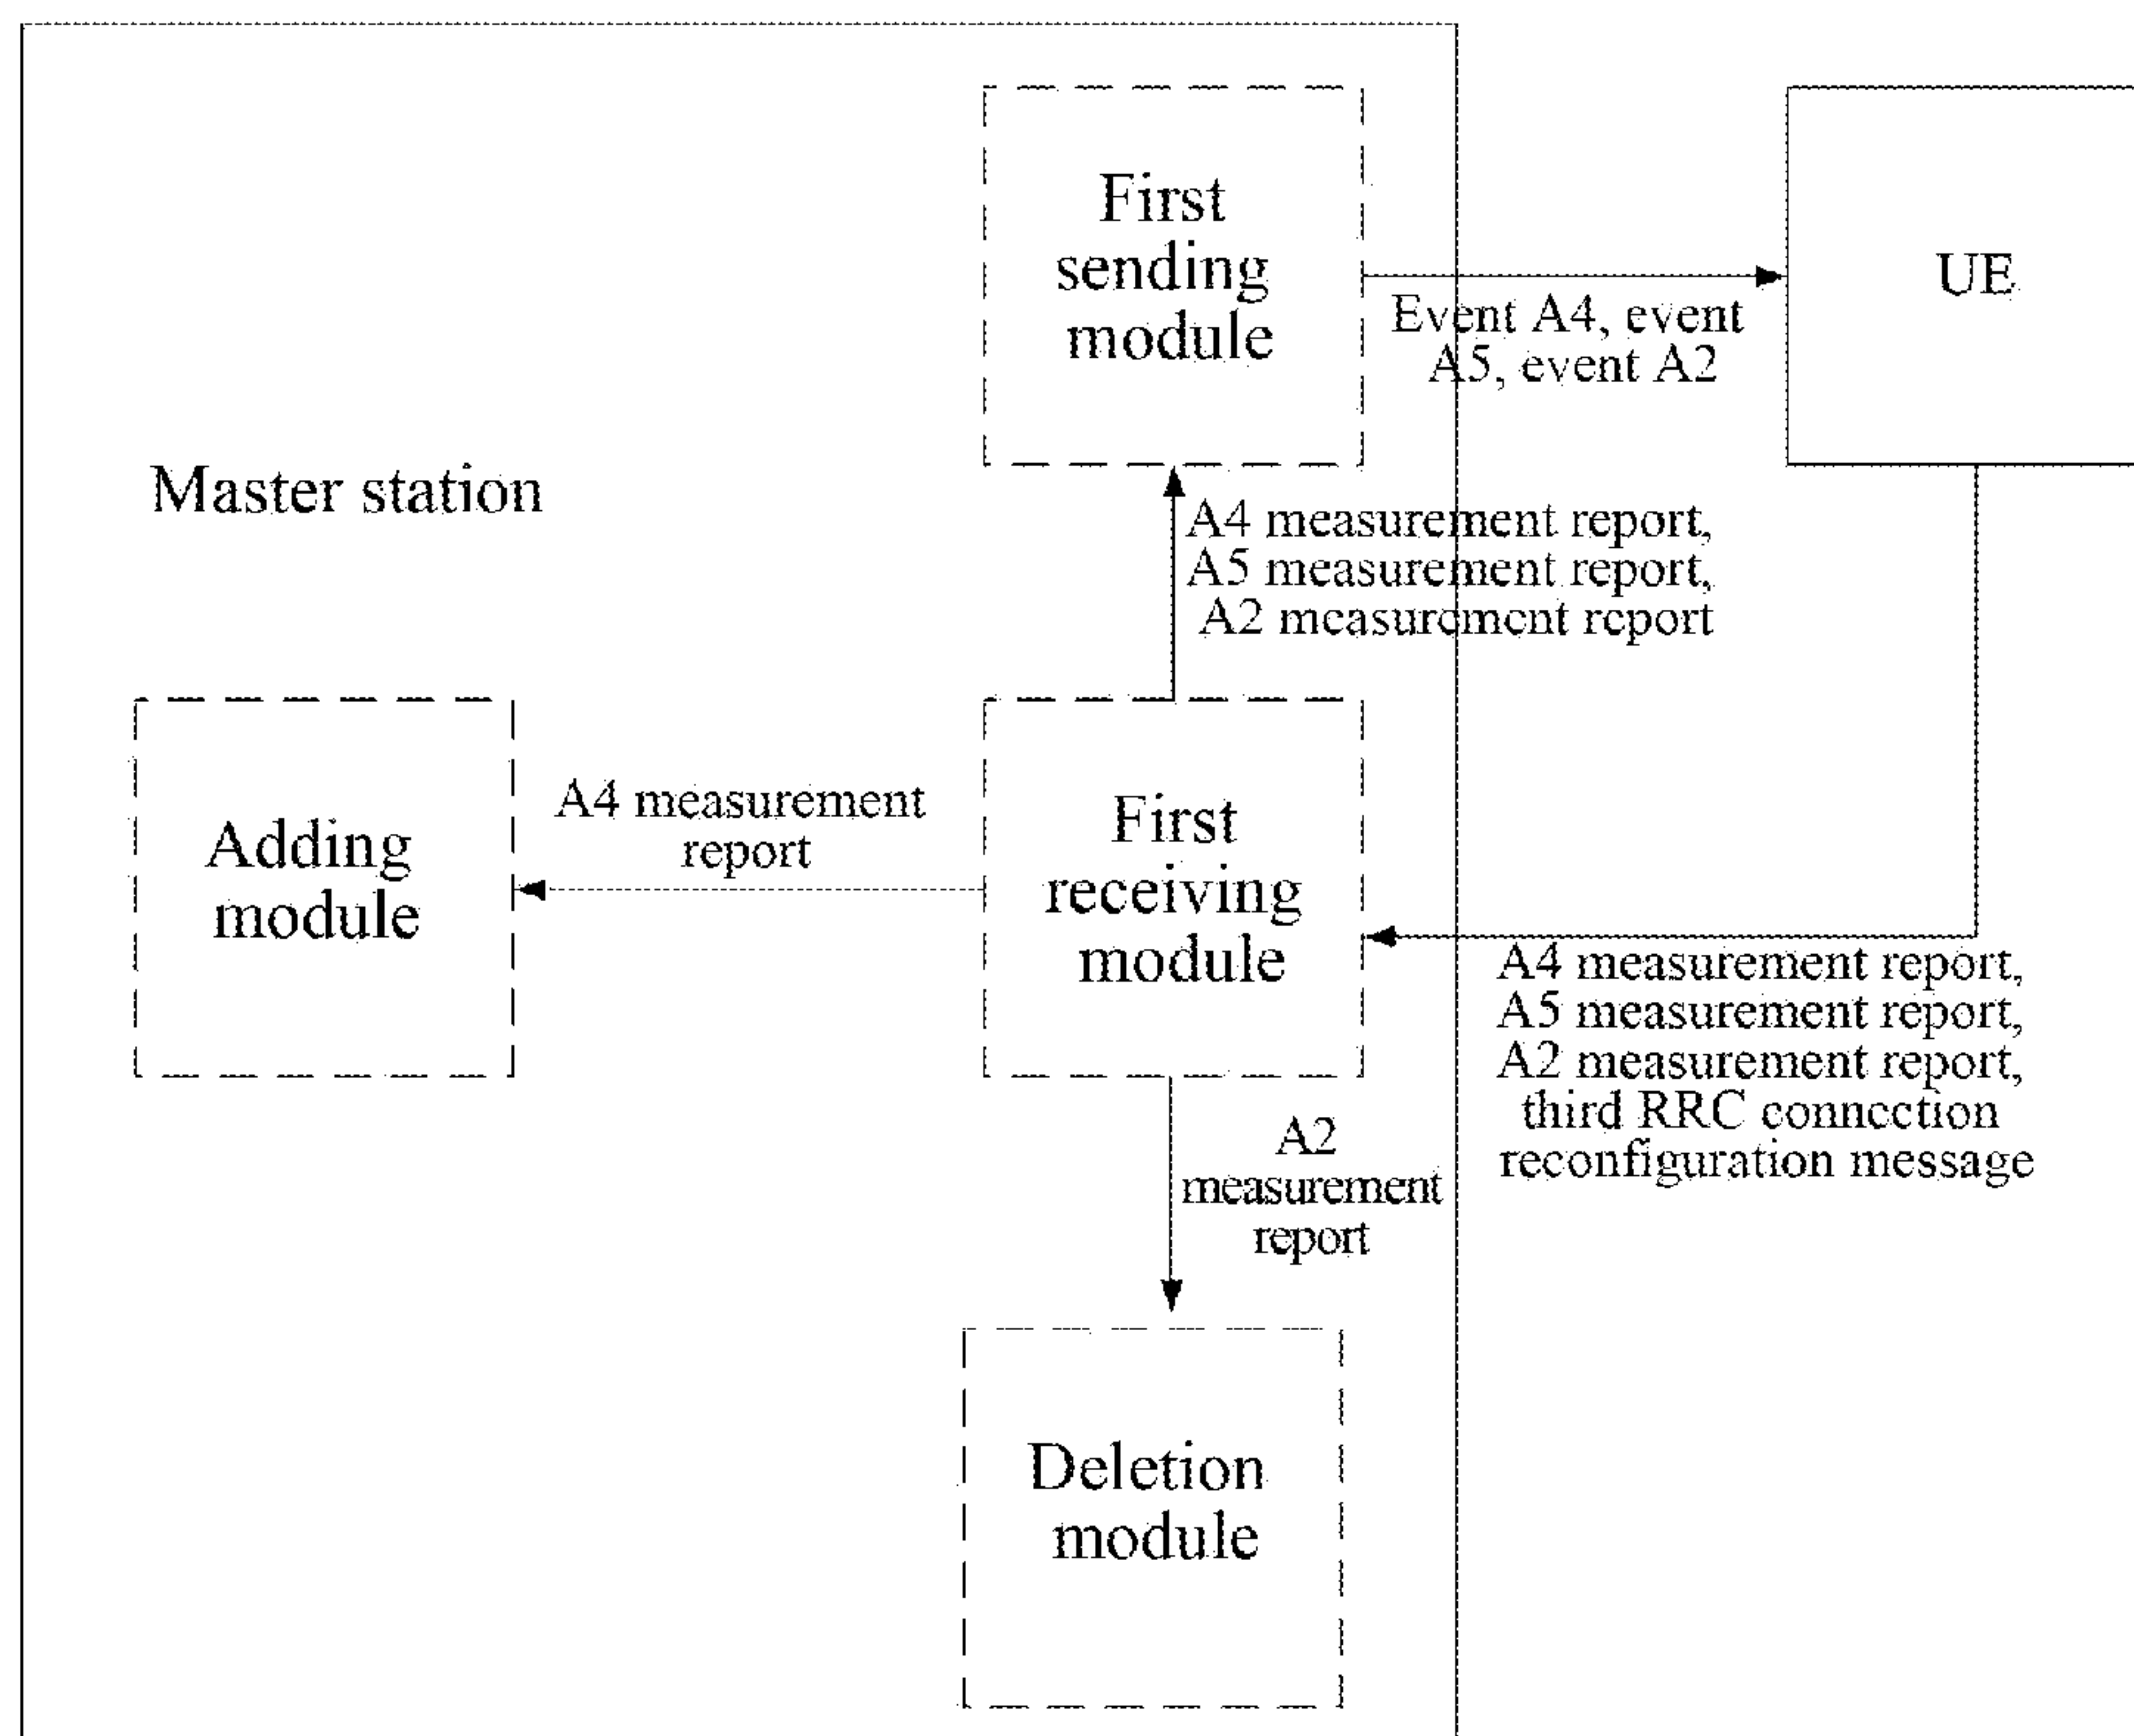 First
sending
module
UE
Event A4, event
A5, event A2
Master station
A4 measurement report,
A5 measurement report,
A2 measurement report
Adding
module
A4 measurement
report
First
receiving
module
A4 measurement report,
A5 measurement report,
A2 measurement report,
third RRC connection
reconfiguration message
A2
measurement
report
Deletion
module